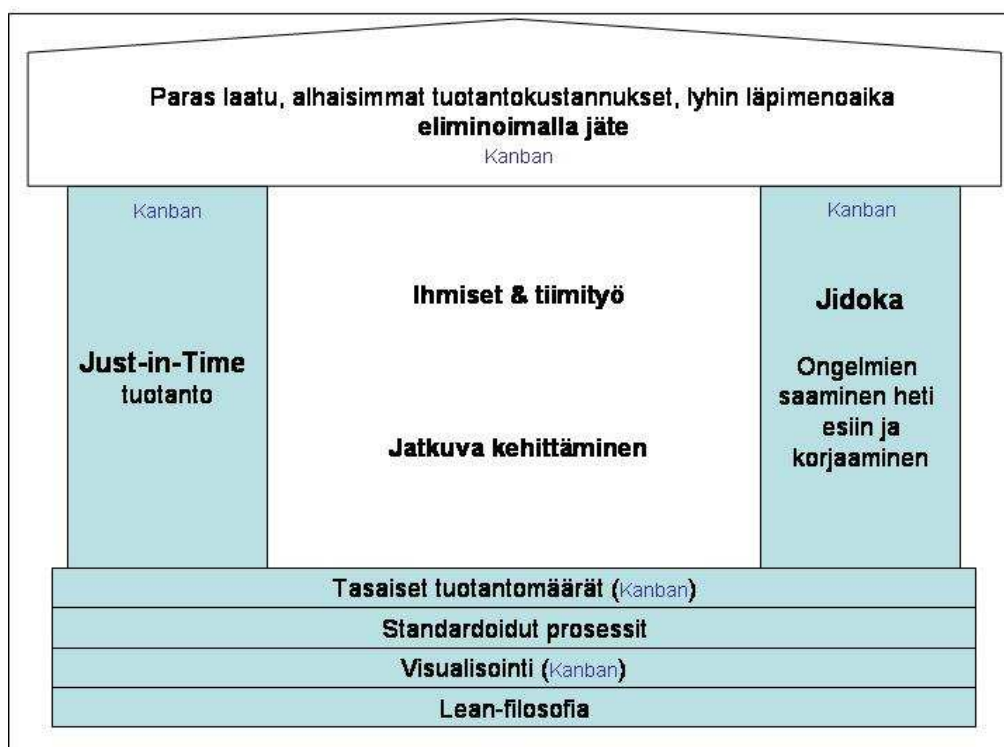 Paras laatu, alhaisimmat tuotantokustannukset, lyhin läpimenoaika
eliminoimalla jäte
Kanban
Kanban
Just-in-Time
tuotanto
Ihmiset & tiimityö
Jatkuva kehittäminen
Kanban
Jidoka
Ongelmien
saaminen heti
esiin ja
korjaaminen
Tasaiset tuotantomäärät (Kanban)
Standardoidut prosessit
Visualisointi (Kanban)
Lean-filosofia